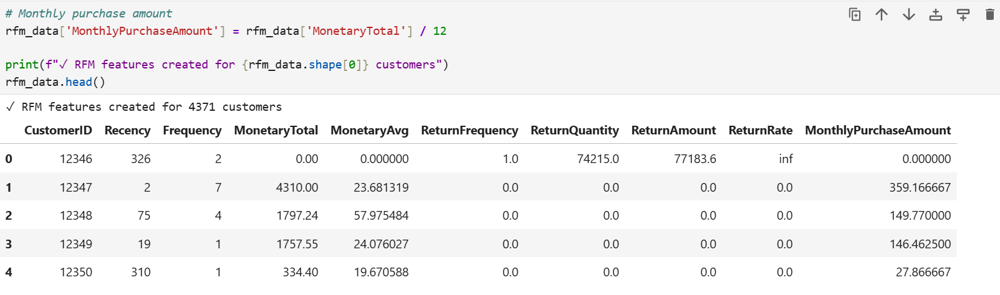 # Monthly purchase amount
rfm_data['MonthlyPurchaseAmount'] = rfm_data['MonetaryTotal'] / 12
print(f"✓ RFM features created for {rfm_data.shape[0]} customers")
rfm_data.head()
✓ RFM features created for 4371 customers
CustomerID Recency Frequency MonetaryTotal MonetaryAvg ReturnFrequency ReturnQuantity ReturnAmount ReturnRate MonthlyPurchaseAmount
0 12346 326 2 0.00 0.000000 1.0 74215.0 77183.6 inf 0.000000
1 12347 2 7 4310.00 23.681319 0.0 0.0 0.0 0.0 359.166667
2 12348 75 4 1797.24 57.975484 0.0 0.0 0.0 0.0 149.770000
3 12349 19 1 1757.55 24.076027 0.0 0.0 0.0 0.0 146.462500
4 12350 310 1 334.40 19.670588 0.0 0.0 0.0 0.0 27.866667